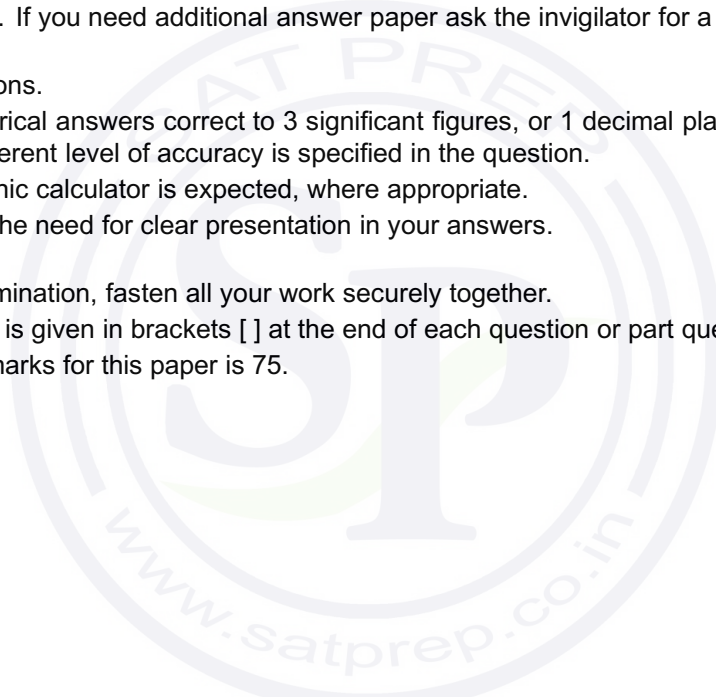 . If you need additional answer paper ask the invigilator for a
ons.
rical answers correct to 3 significant figures, or 1 decimal pla
erent level of accuracy is specified in the question.
nic calculator is expected, where appropriate.
he need for clear presentation in your answers.
mination, fasten all your work securely together.
is given in brackets [ ] at the end of each question or part que
narks for this paper is 75.
SAT PREP
SP
www.satprep.co.in